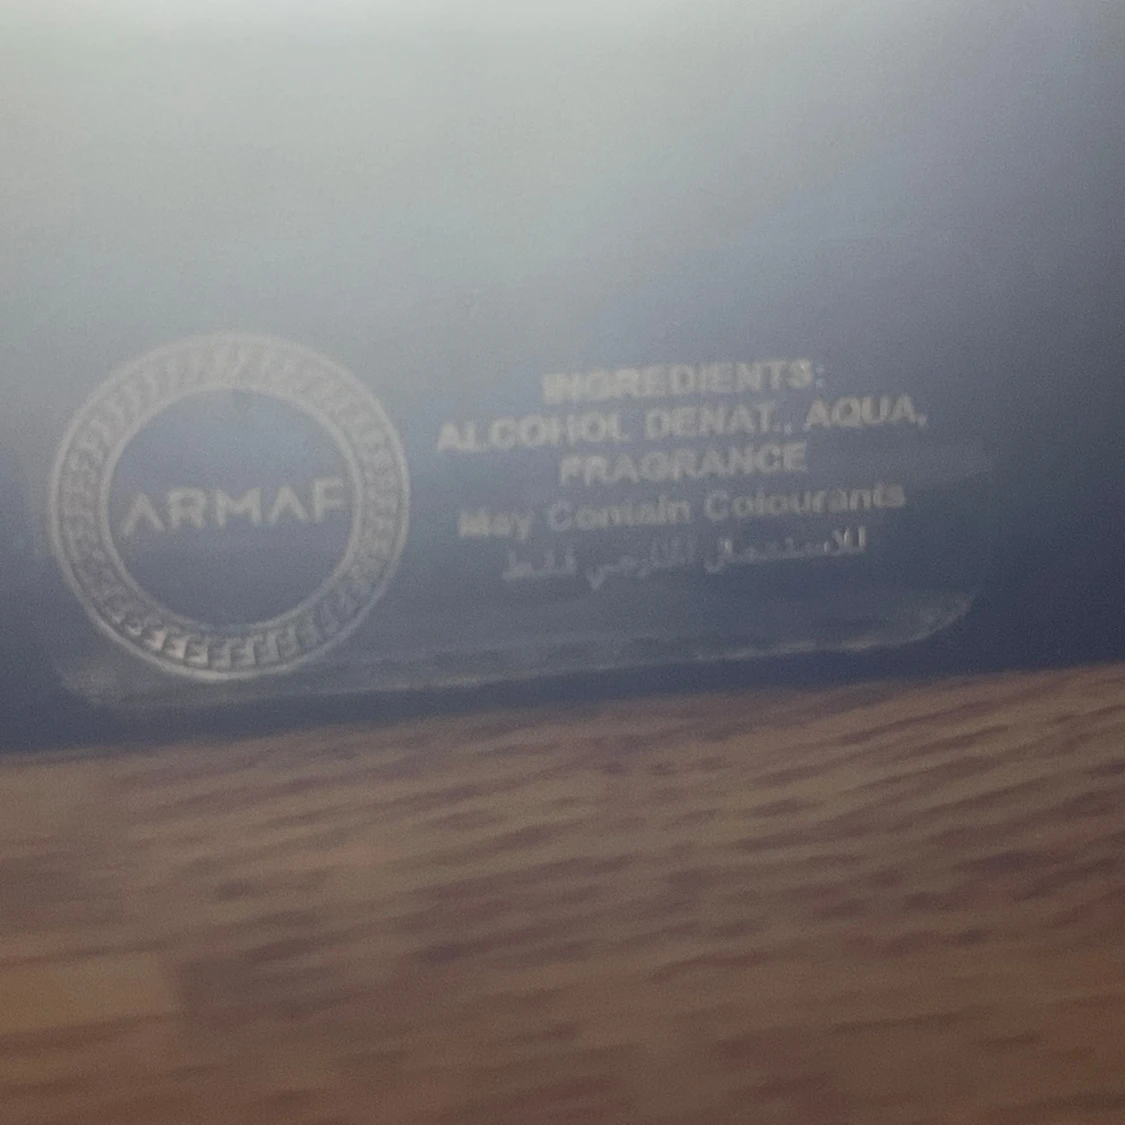 ARMAF
INGREDIENTS:
ALCOHOL DENAT., AQUA,
FRAGRANCE
May Contain Colourants
للاستعمال الخارجي فقط